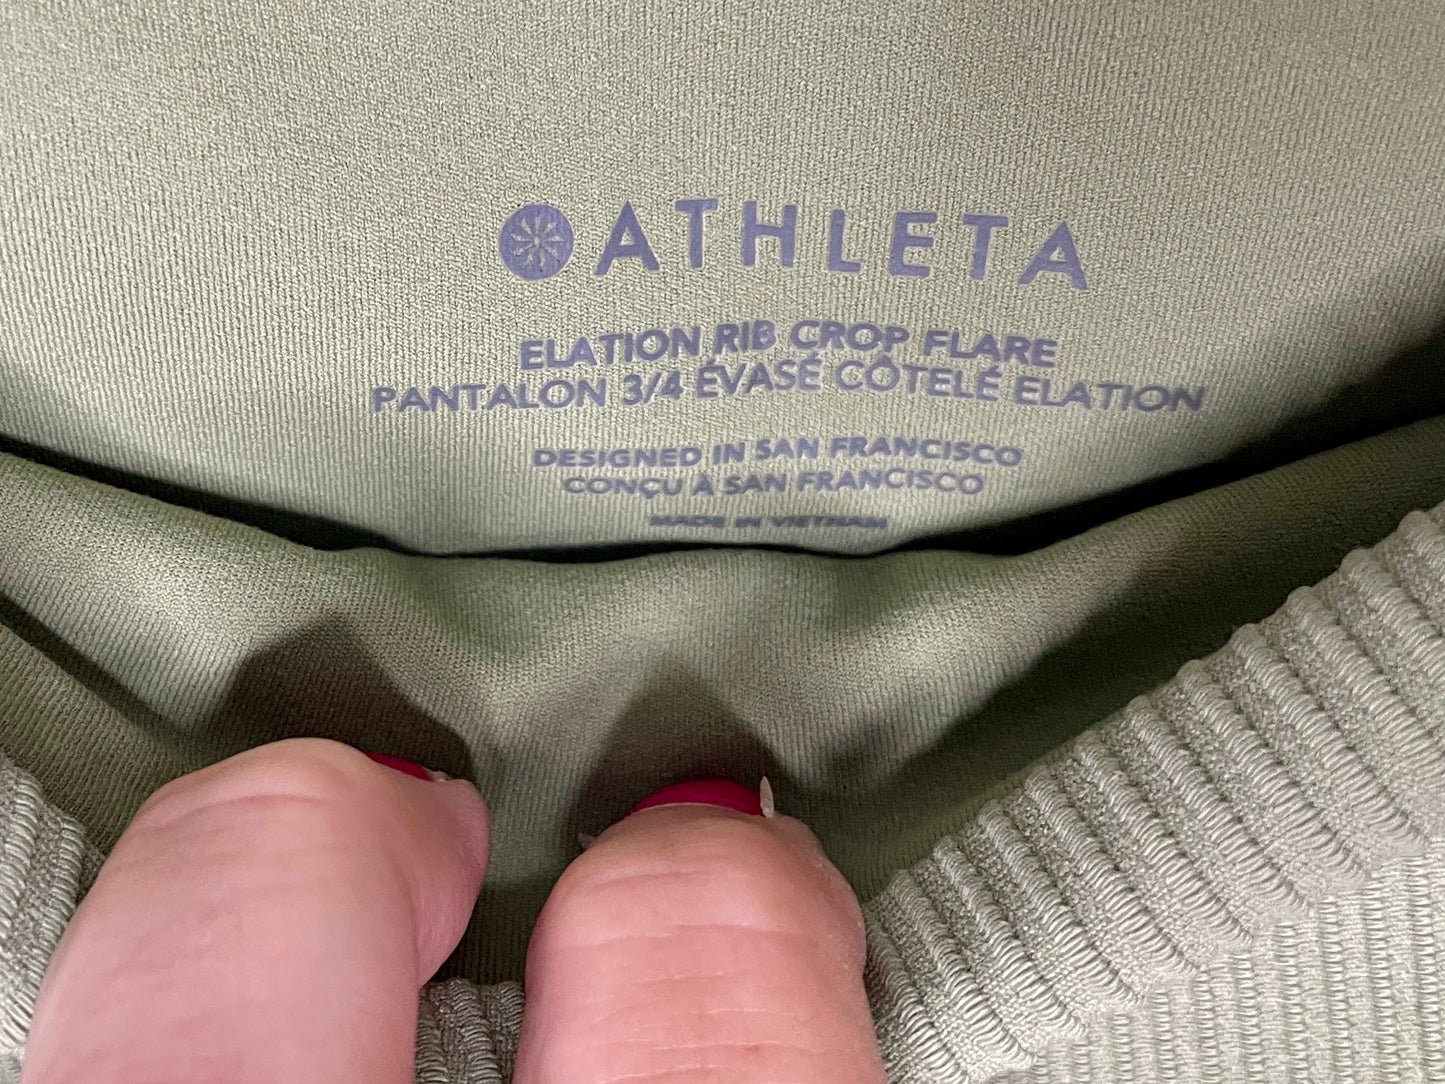 ATHLETA
ELATION RIB CROP FLARE
PANTALON 3/4 ÉVASÉ CÔTELÉ ELATION
DESIGNED IN SAN FRANCISCO
CONÇU À SAN FRANCISCO
MADE IN VIETNAM